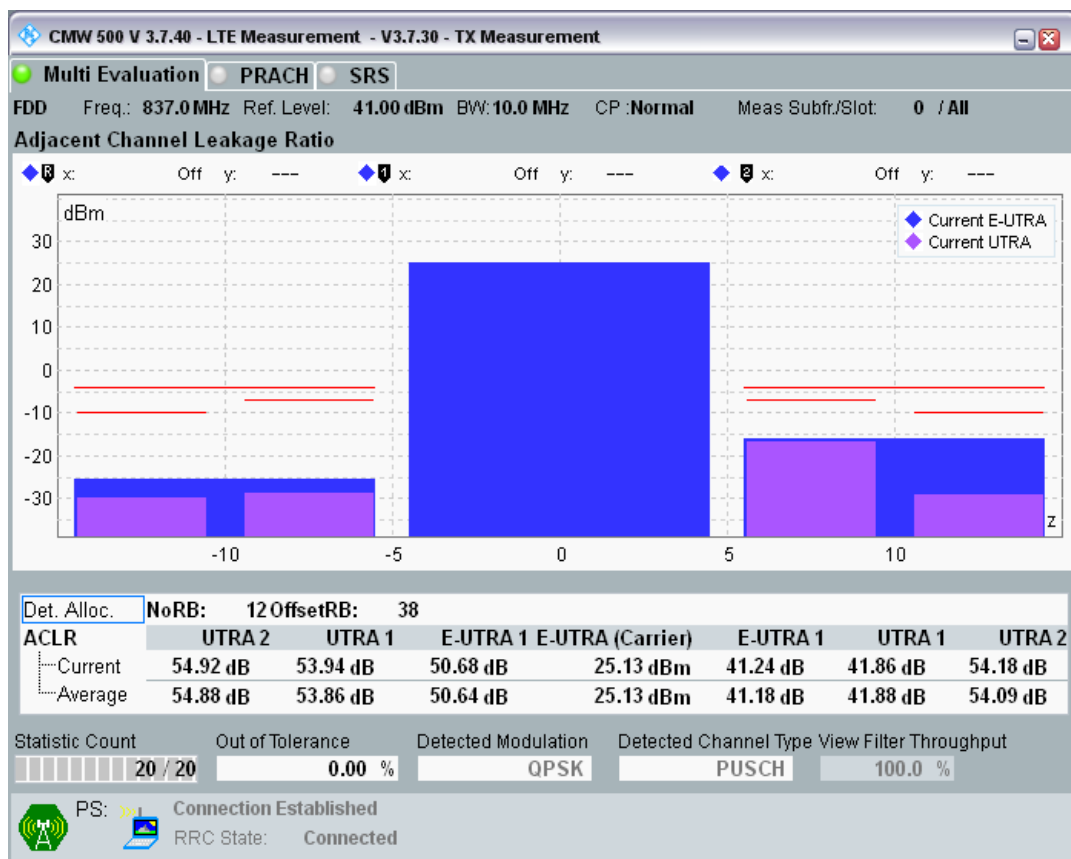 CMW 500 V 3.7.40 - LTE Measurement - V3.7.30 - TX Measurement
Multi Evaluation PRACH SRS
FDD Freq.: 837.0 MHz Ref. Level: 41.00 dBm BW: 10.0 MHz CP :Normal Meas Subfr./Slot: 0 / All
Adjacent Channel Leakage Ratio
R x: Off y: --- 1 x: Off y: --- 2 x: Off y: ---
dBm
Current E-UTRA
Current UTRA
30
20
10
0
-10
-20
-30
z
-10 -5 0 5 10
Det. Alloc. NoRB: 12 OffsetRB: 38
ACLR UTRA 2 UTRA 1 E-UTRA 1 E-UTRA (Carrier) E-UTRA 1 UTRA 1 UTRA 2
Current 54.92 dB 53.94 dB 50.68 dB 25.13 dBm 41.24 dB 41.86 dB 54.18 dB
Average 54.88 dB 53.86 dB 50.64 dB 25.13 dBm 41.18 dB 41.88 dB 54.09 dB
Statistic Count Out of Tolerance Detected Modulation Detected Channel Type View Filter Throughput
20 / 20 0.00 % QPSK PUSCH 100.0 %
PS: Connection Established
RRC State: Connected